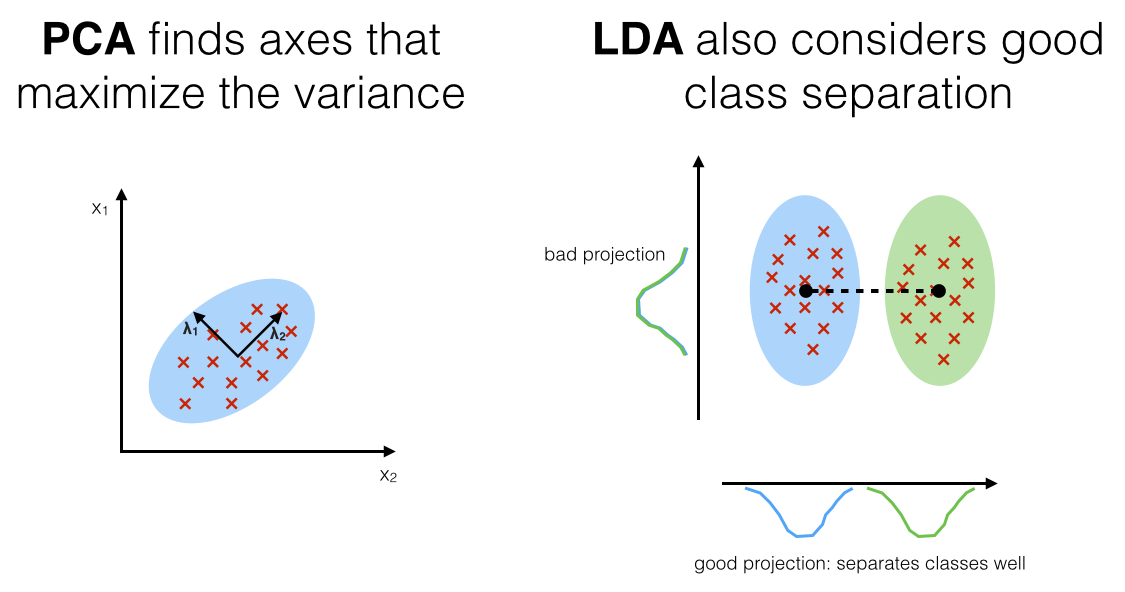 PCA finds axes that
maximize the variance
x1
λ1
λ2
x2
LDA also considers good
class separation
bad projection
good projection: separates classes well